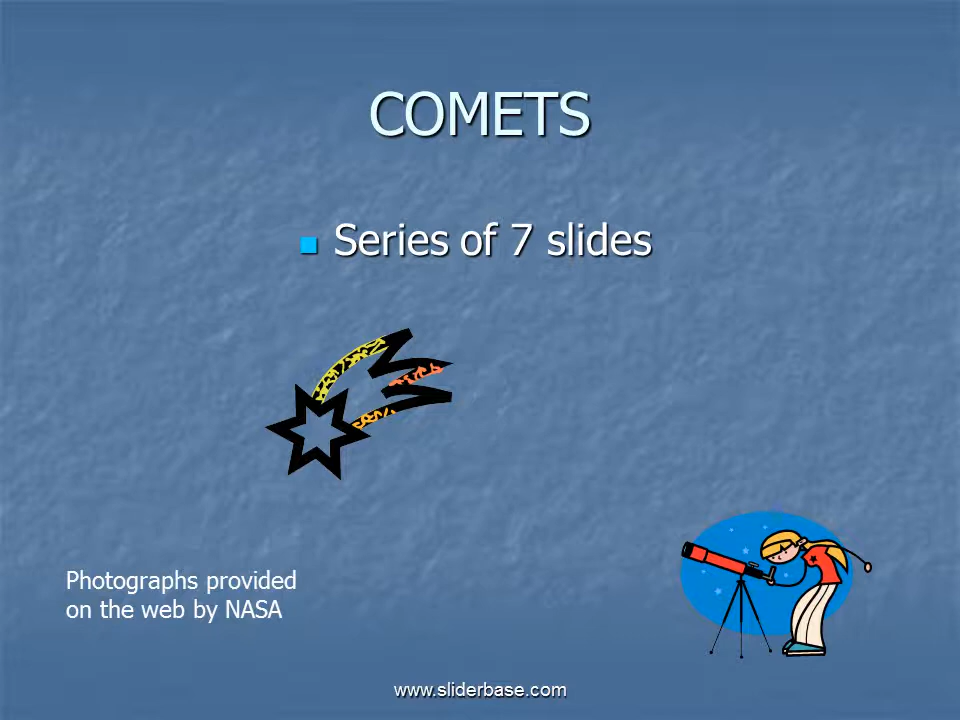 COMETS
Series of 7 slides
Photographs provided
on the web by NASA
www.sliderbase.com